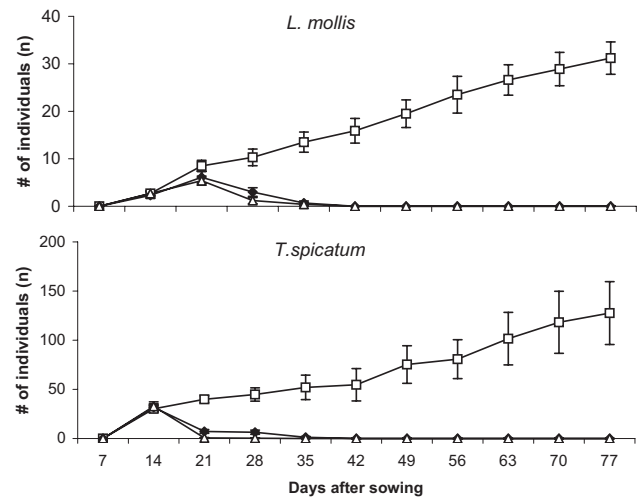 L. mollis
# of individuals (n)
40
30
20
10
0
T.spicatum
# of individuals (n)
200
150
100
50
0
7 14 21 28 35 42 49 56 63 70 77
Days after sowing